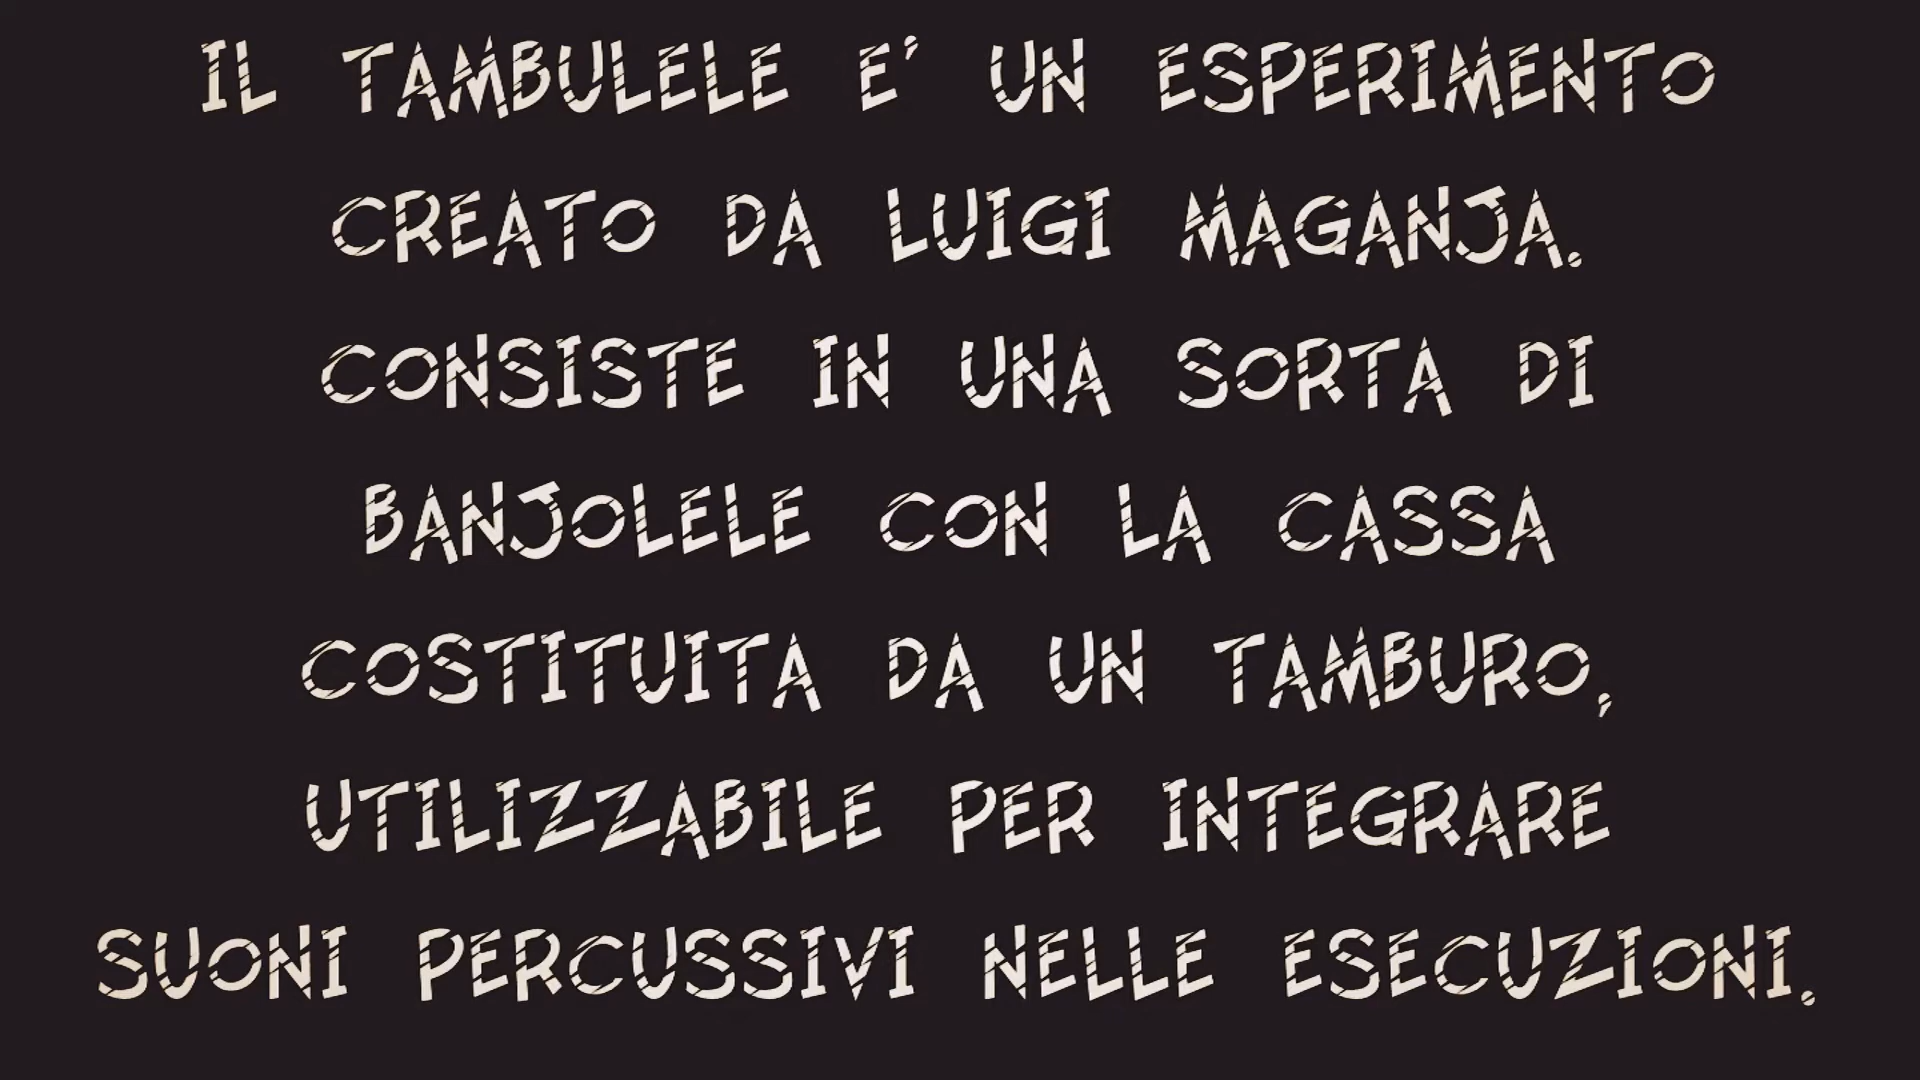 IL TAMBULELE E' UN ESPERIMENTO
CREATO DA LUIGI MAGANJA.
CONSISTE IN UNA SORTA DI
BANJOLELE CON LA CASSA
COSTITUITA DA UN TAMBURO,
UTILIZZABILE PER INTEGRARE
SUONI PERCUSSIVI NELLE ESECUZIONI.